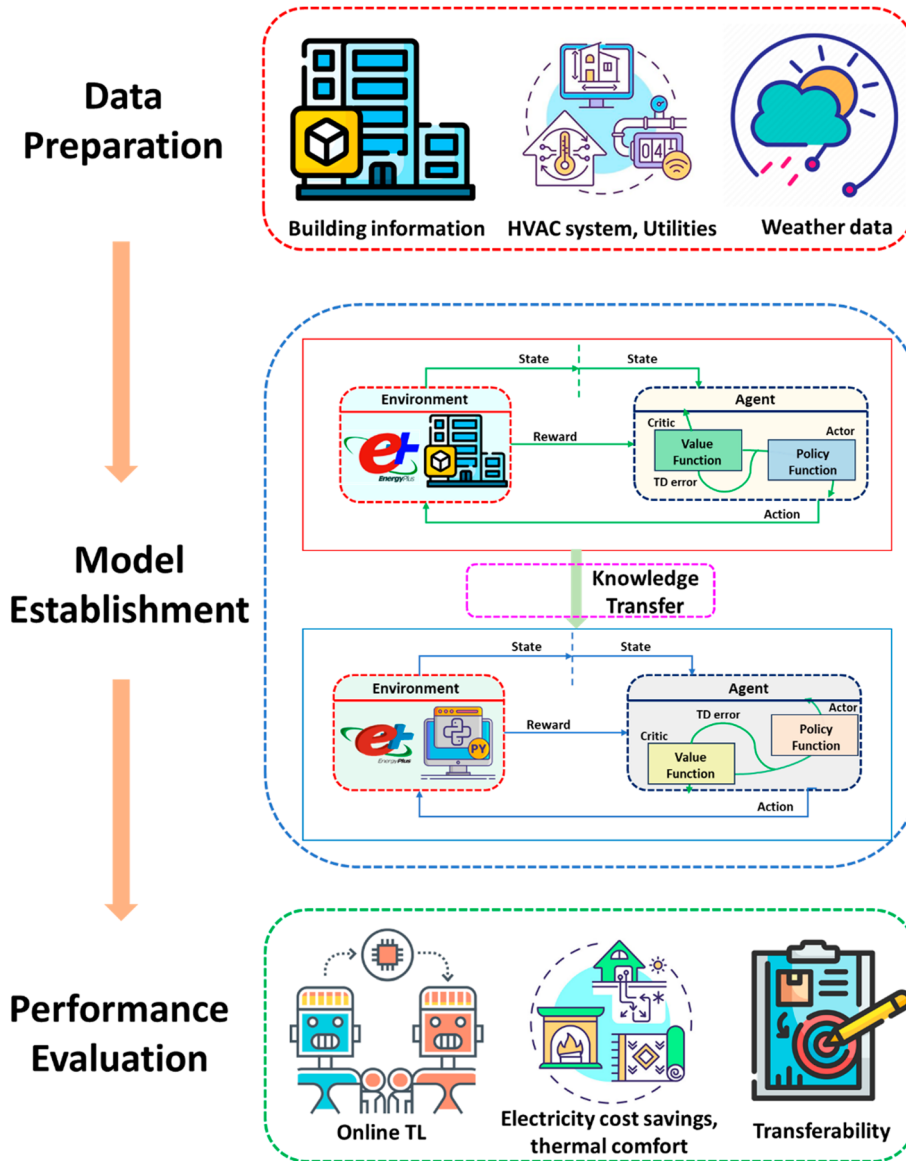 Data
Preparation
Building information
HVAC system, Utilities
Weather data
04
State
State
Environment
Agent
Critic
Actor
Reward
Value
Function
Policy
Function
e+
EnergyPlus
TD error
Action
Model
Establishment
Knowledge
Transfer
State
State
Environment
Agent
Actor
TD error
Reward
Critic
Policy
Function
e+
EnergyPlus
PY
Value
Function
Action
Performance
Evaluation
Online TL
Electricity cost savings,
thermal comfort
Transferability